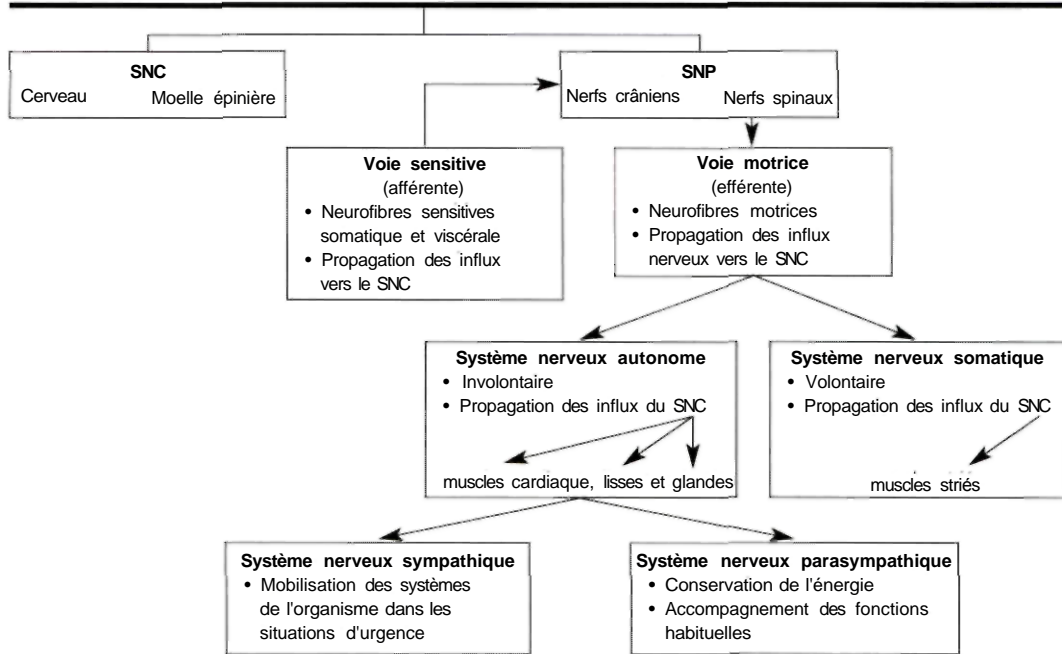 SNC
Cerveau Moelle épinière
SNP
Nerfs crâniens Nerfs spinaux
Voie sensitive
(afférente)
• Neurofibres sensitives
somatique et viscérale
• Propagation des influx
vers le SNC
Voie motrice
(efférente)
• Neurofibres motrices
• Propagation des influx
nerveux vers le SNC
Système nerveux autonome
• Involontaire
• Propagation des influx du SNC
muscles cardiaque, lisses et glandes
Système nerveux somatique
• Volontaire
• Propagation des influx du SNC
muscles striés
Système nerveux sympathique
• Mobilisation des systèmes
de l'organisme dans les
situations d'urgence
Système nerveux parasympathique
• Conservation de l'énergie
• Accompagnement des fonctions
habituelles